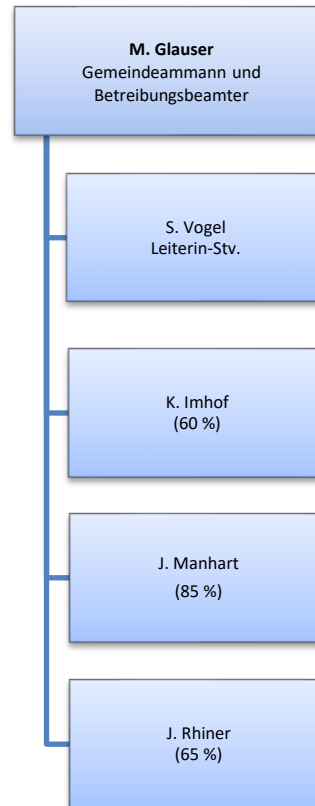 M. Glauser
Gemeindeammann und
Betreibungsbeamter
S. Vogel
Leiterin-Stv.
K. Imhof
(60 %)
J. Manhart
(85 %)
J. Rhiner
(65 %)